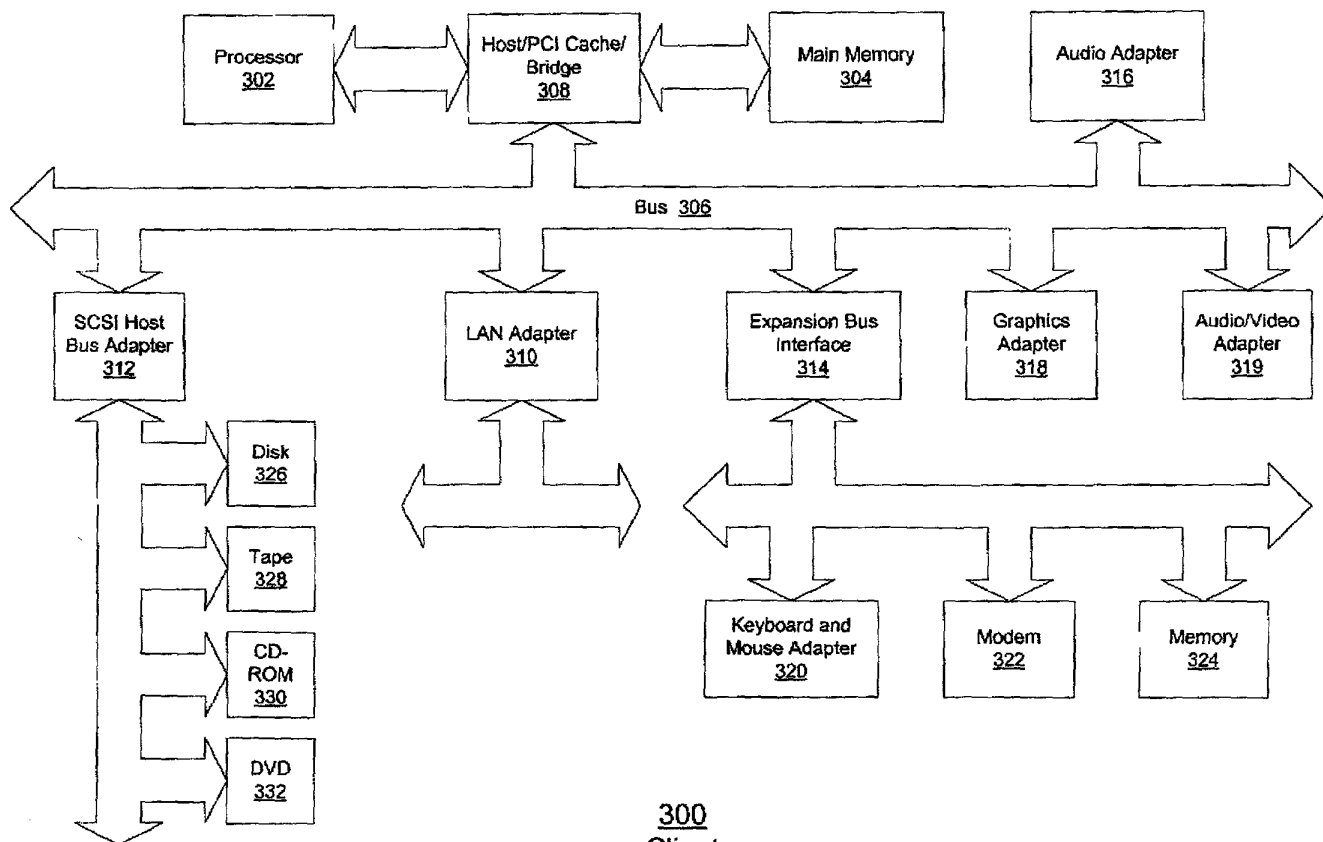 Processor
302
Host/PCI Cache/
Bridge
308
Main Memory
304
Audio Adapter
316
Bus 306
SCSI Host
Bus Adapter
312
LAN Adapter
310
Expansion Bus
Interface
314
Graphics
Adapter
318
Audio/Video
Adapter
319
Disk
326
Tape
328
CD-
ROM
330
DVD
332
Keyboard and
Mouse Adapter
320
Modem
322
Memory
324
300
Client